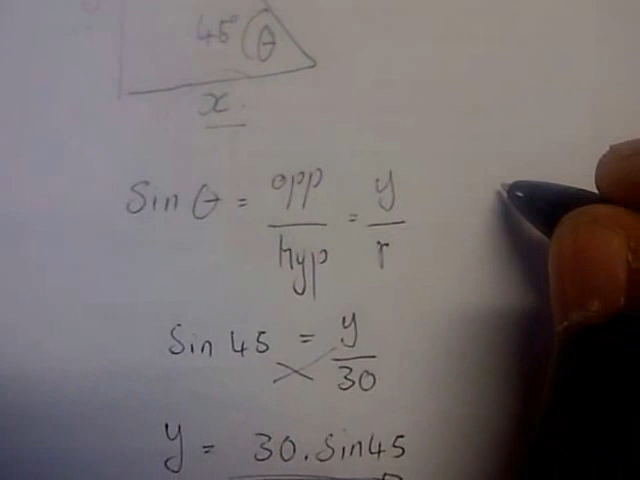 45° θ
x.
Sin θ = opp/hyp = y/r
Sin 45 = y/30
y = 30.Sin45